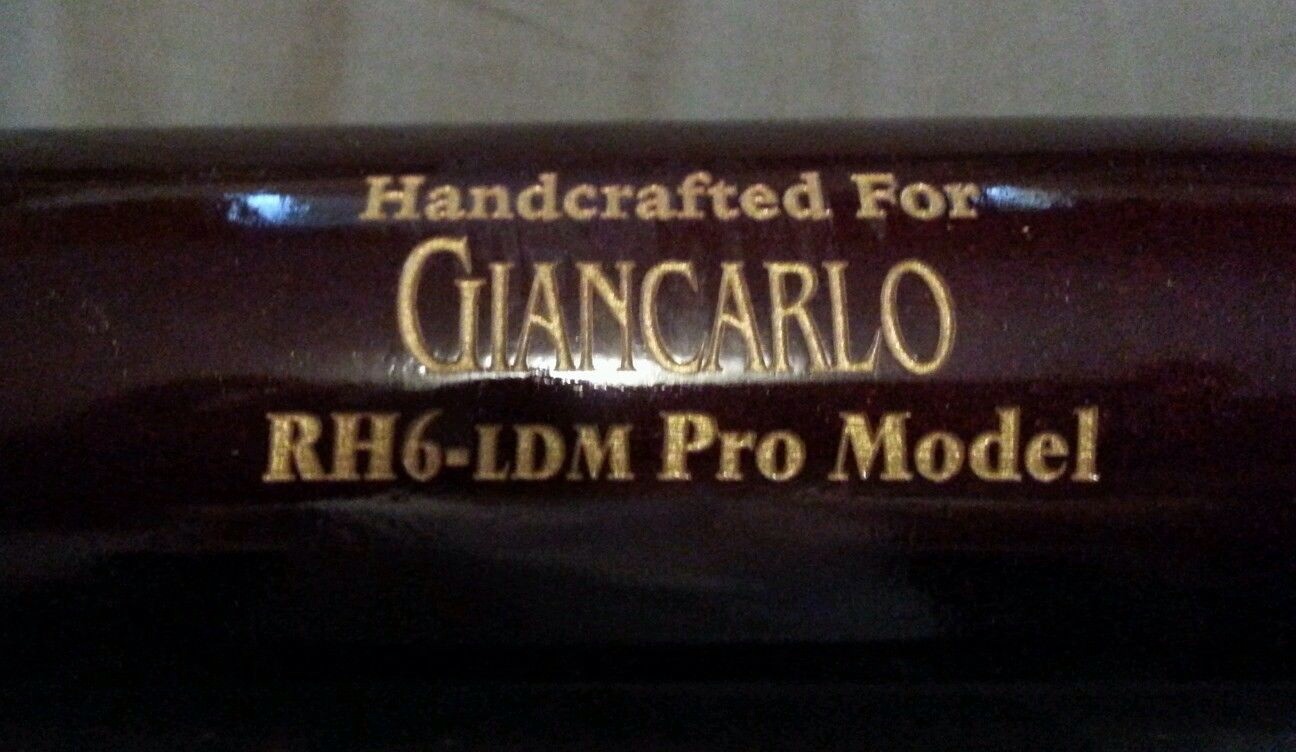 Handcrafted For
GIANCARLO
RH6-LDM Pro Model